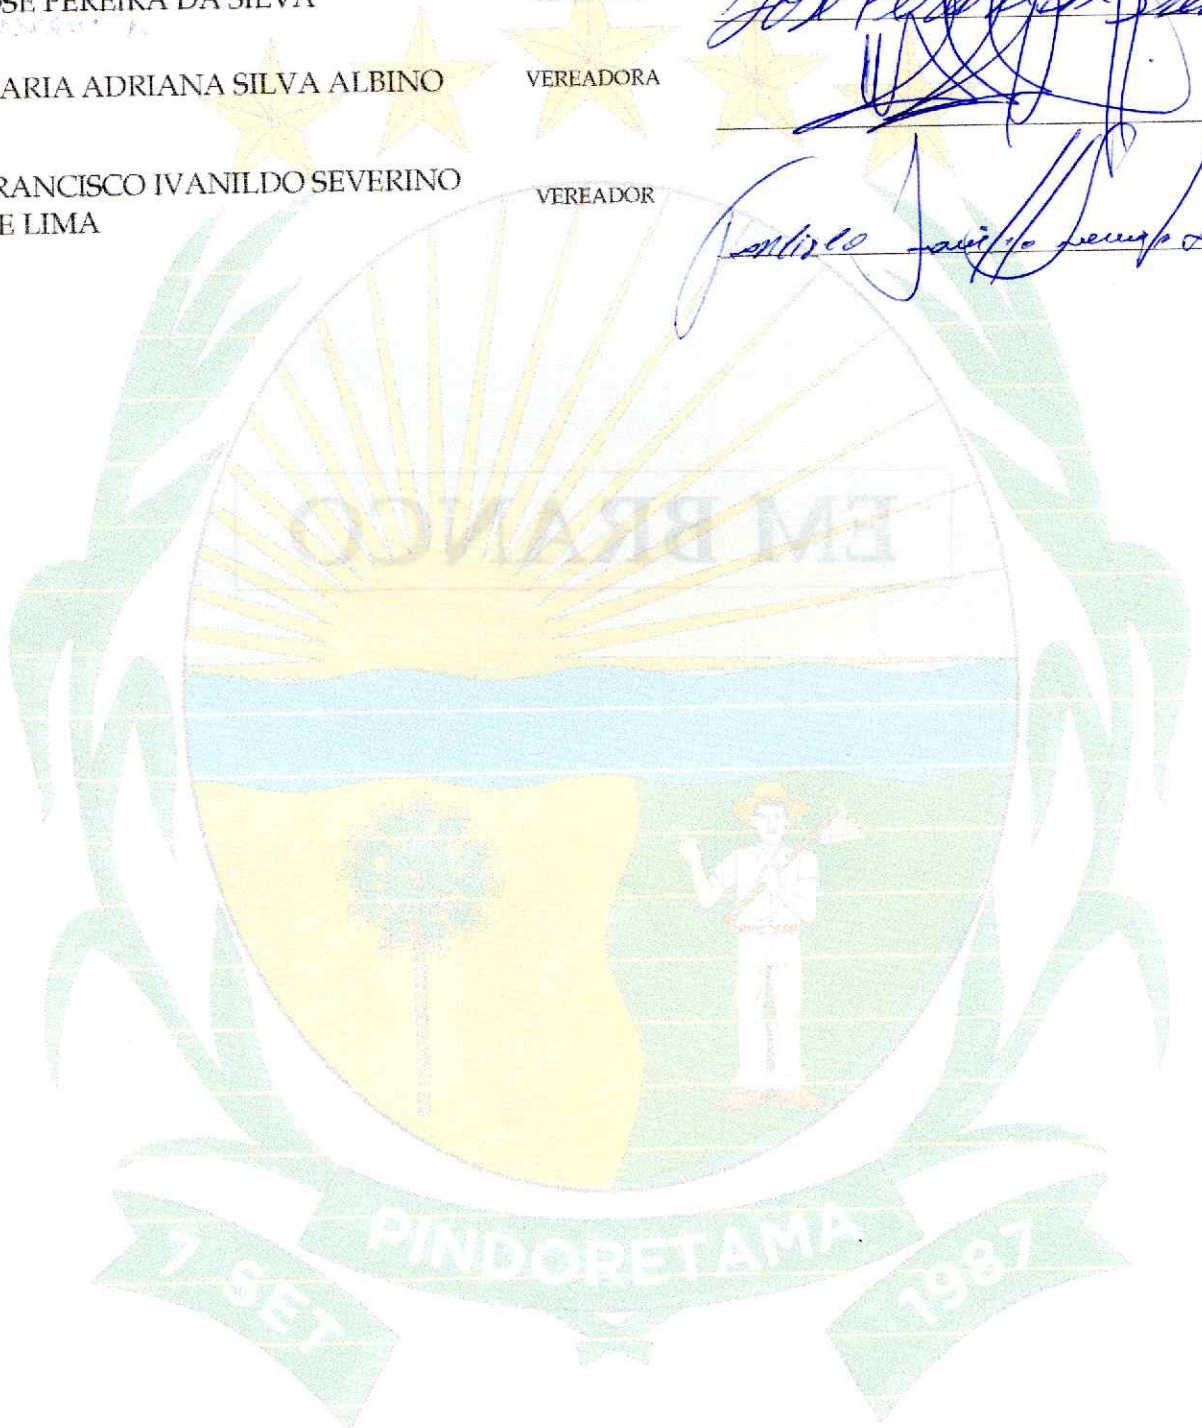 OSÉ PEREIRA DA SILVA
ARIA ADRIANA SILVA ALBINO VEREADORA
RANCISCO IVANILDO SEVERINO VEREADOR
E LIMA
EM BRANCO
7 SET PINDORETAMA 1987